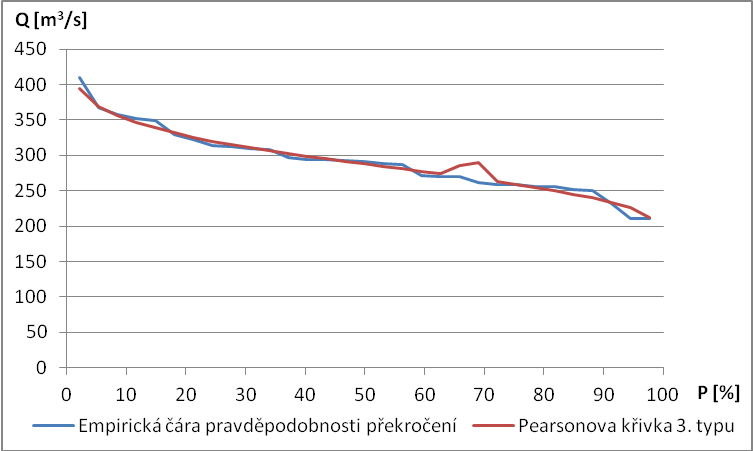 Q [m³/s]
450
400
350
300
250
200
150
100
50
0
0 10 20 30 40 50 60 70 80 90 100
P [%]
Empirická čára pravděpodobnosti překročení
Pearsonova křivka 3. typu